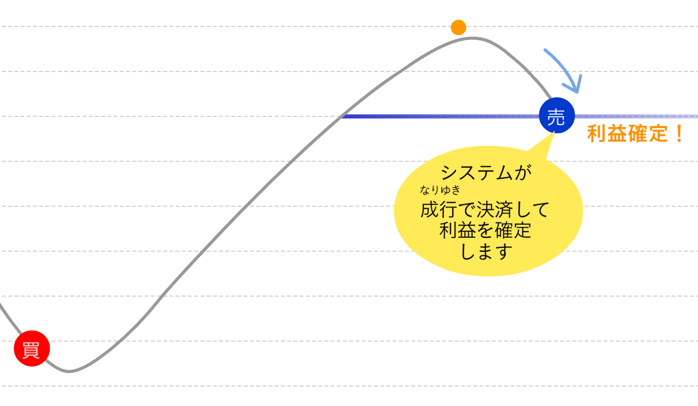 売
利益確定！
システムが
なりゆき
成行で決済して
利益を確定
します
買